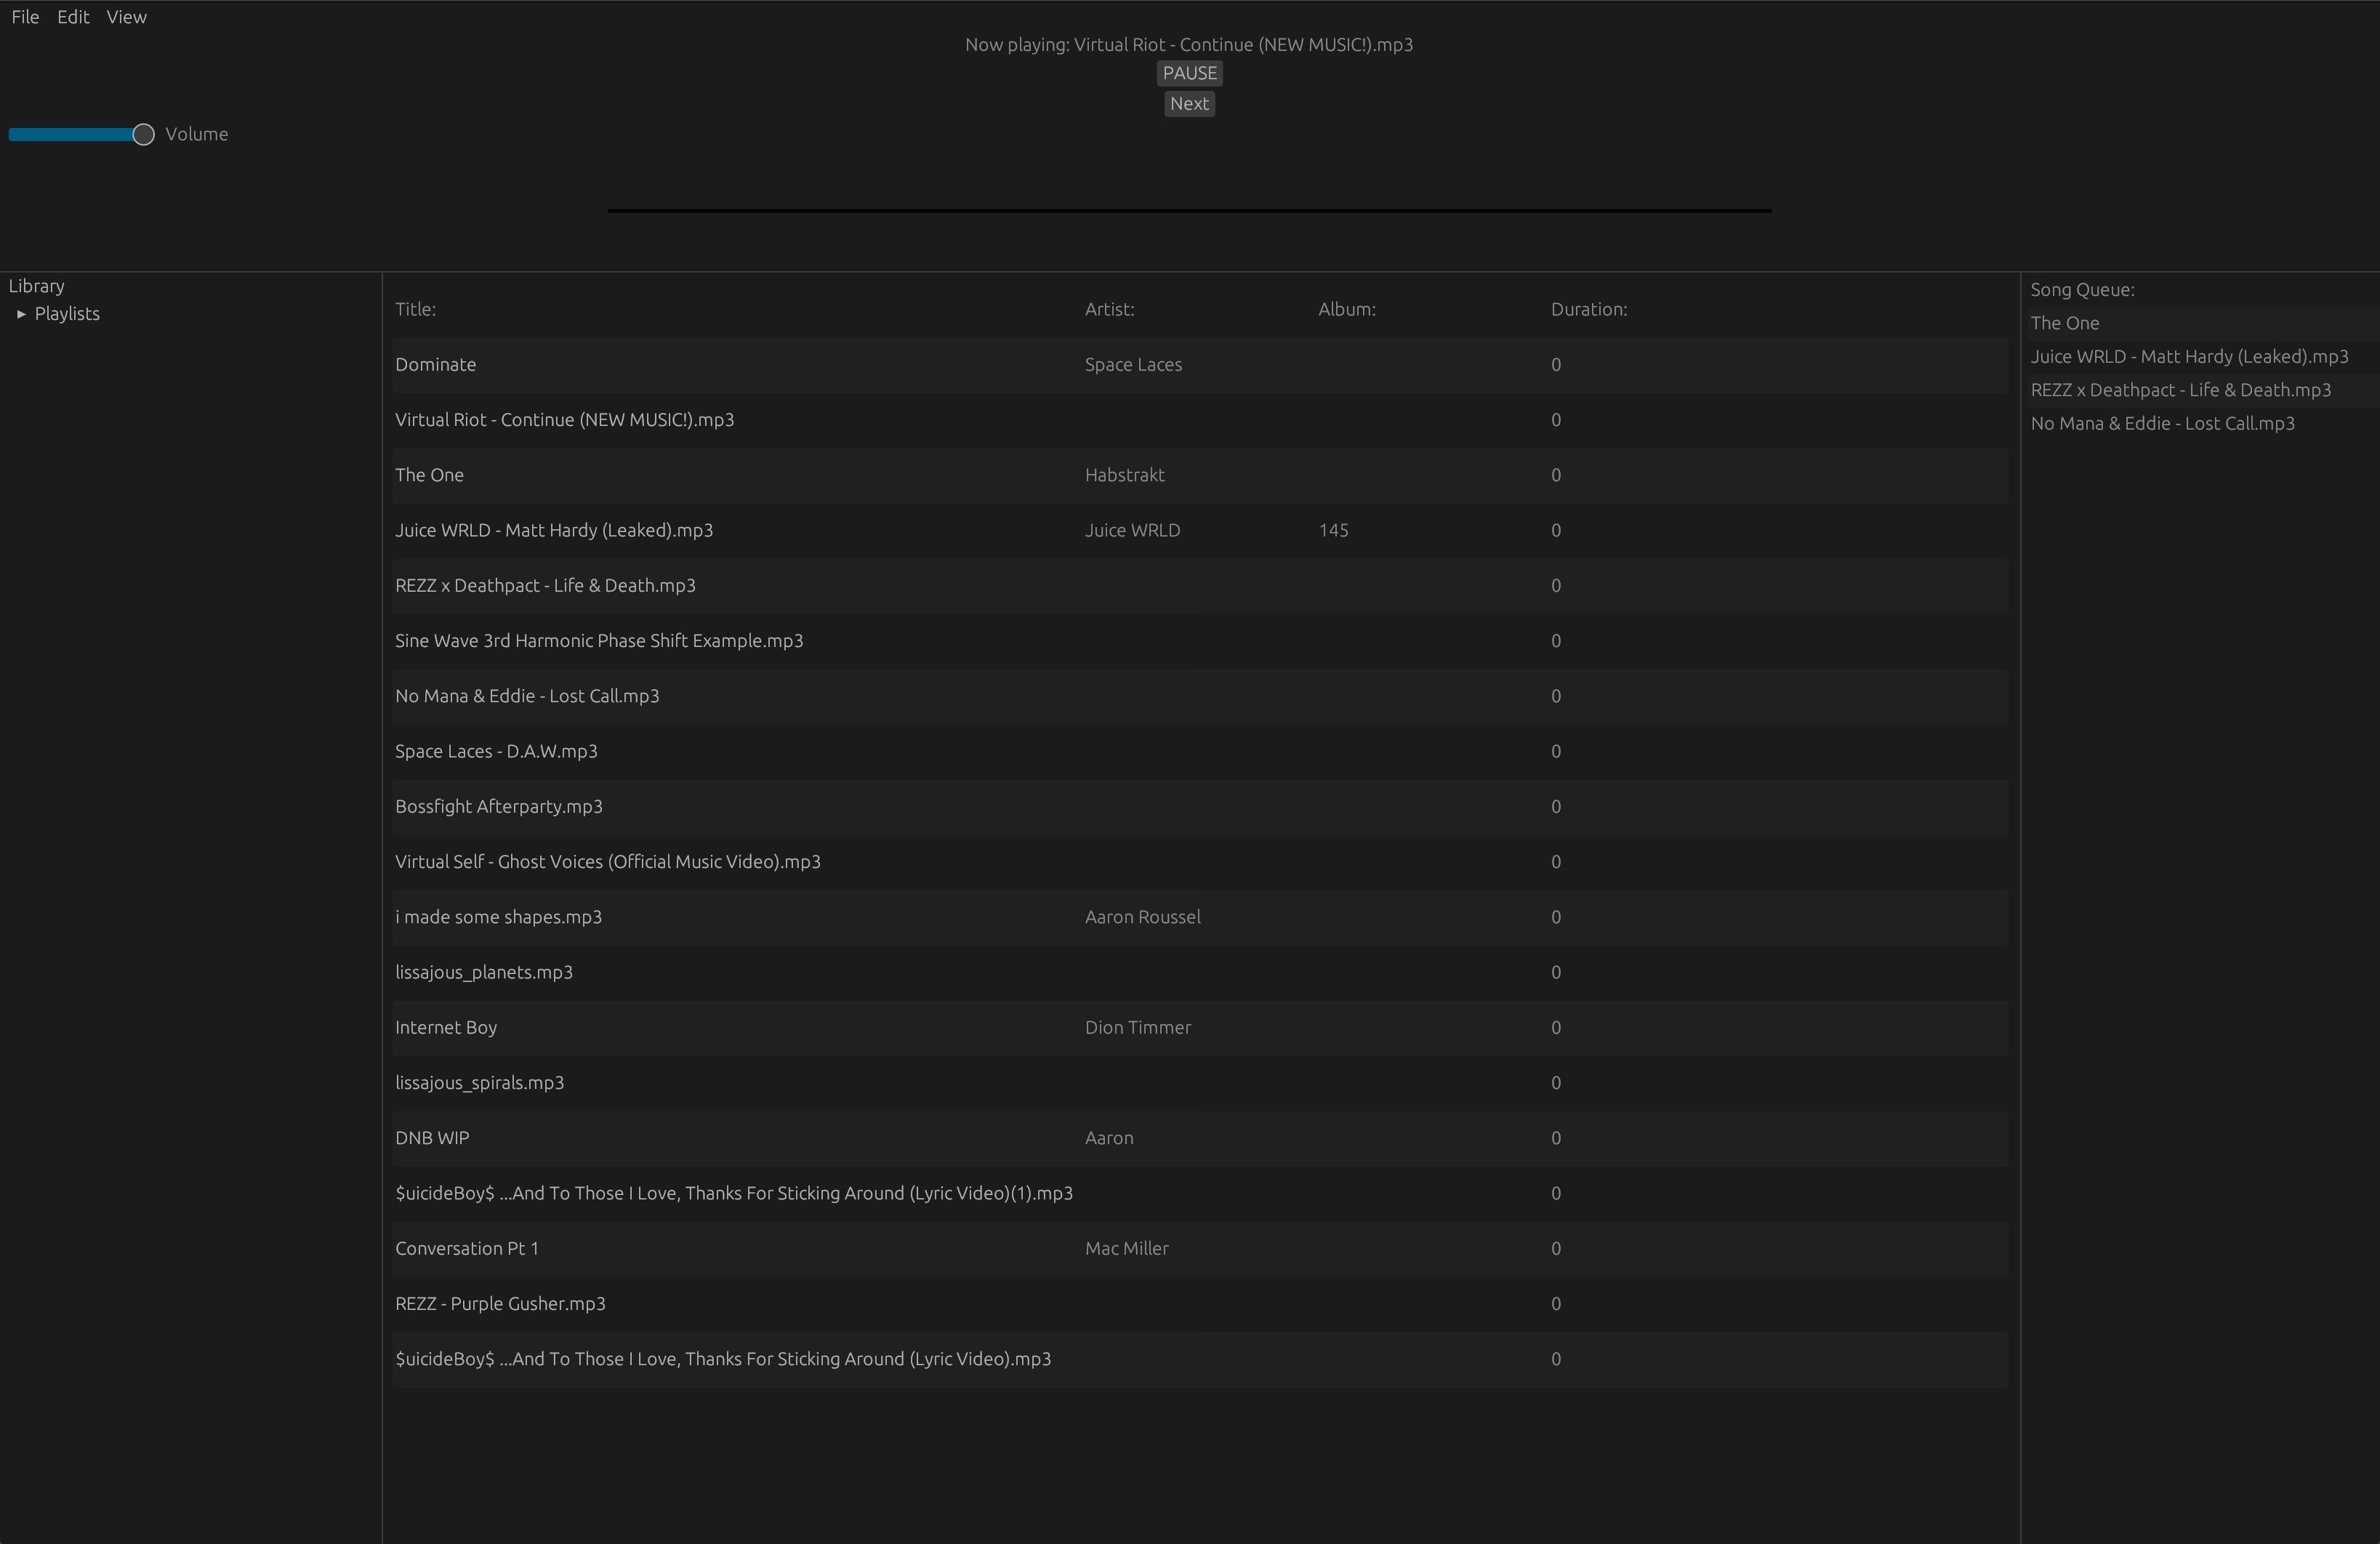 File Edit View
Now playing: Virtual Riot - Continue (NEW MUSIC!).mp3
PAUSE
Next
Volume
Library
Playlists
Title: Artist: Album: Duration:
Dominate Space Laces 0
Virtual Riot - Continue (NEW MUSIC!).mp3 0
The One Habstrakt 0
Juice WRLD - Matt Hardy (Leaked).mp3 Juice WRLD 145 0
REZZ x Deathpact - Life & Death.mp3 0
Sine Wave 3rd Harmonic Phase Shift Example.mp3 0
No Mana & Eddie - Lost Call.mp3 0
Space Laces - D.A.W.mp3 0
Bossfight Afterparty.mp3 0
Virtual Self - Ghost Voices (Official Music Video).mp3 0
i made some shapes.mp3 Aaron Roussel 0
lissajous_planets.mp3 0
Internet Boy Dion Timmer 0
lissajous_spirals.mp3 0
DNB WIP Aaron 0
$uicideBoy$ ...And To Those I Love, Thanks For Sticking Around (Lyric Video)(1).mp3 0
Conversation Pt 1 Mac Miller 0
REZZ - Purple Gusher.mp3 0
$uicideBoy$ ...And To Those I Love, Thanks For Sticking Around (Lyric Video).mp3 0
Song Queue:
The One
Juice WRLD - Matt Hardy (Leaked).mp3
REZZ x Deathpact - Life & Death.mp3
No Mana & Eddie - Lost Call.mp3